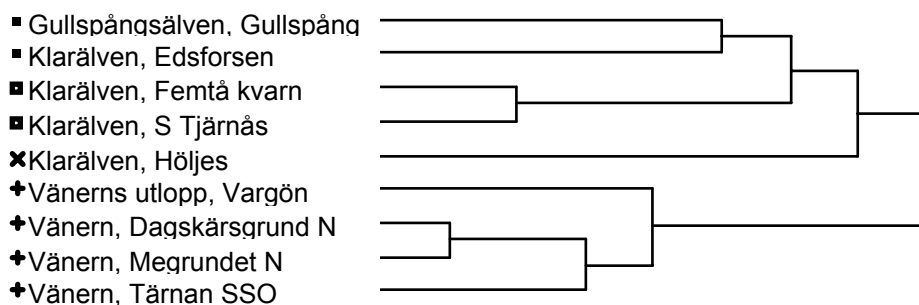 Gullspångsälven, Gullspång
Klarälven, Edsforsen
Klarälven, Femtå kvarn
Klarälven, S Tjärnås
Klarälven, Höljes
Vänerns utlopp, Vargön
Vänern, Dagskärsgrund N
Vänern, Megrundet N
Vänern, Tärnan SSO